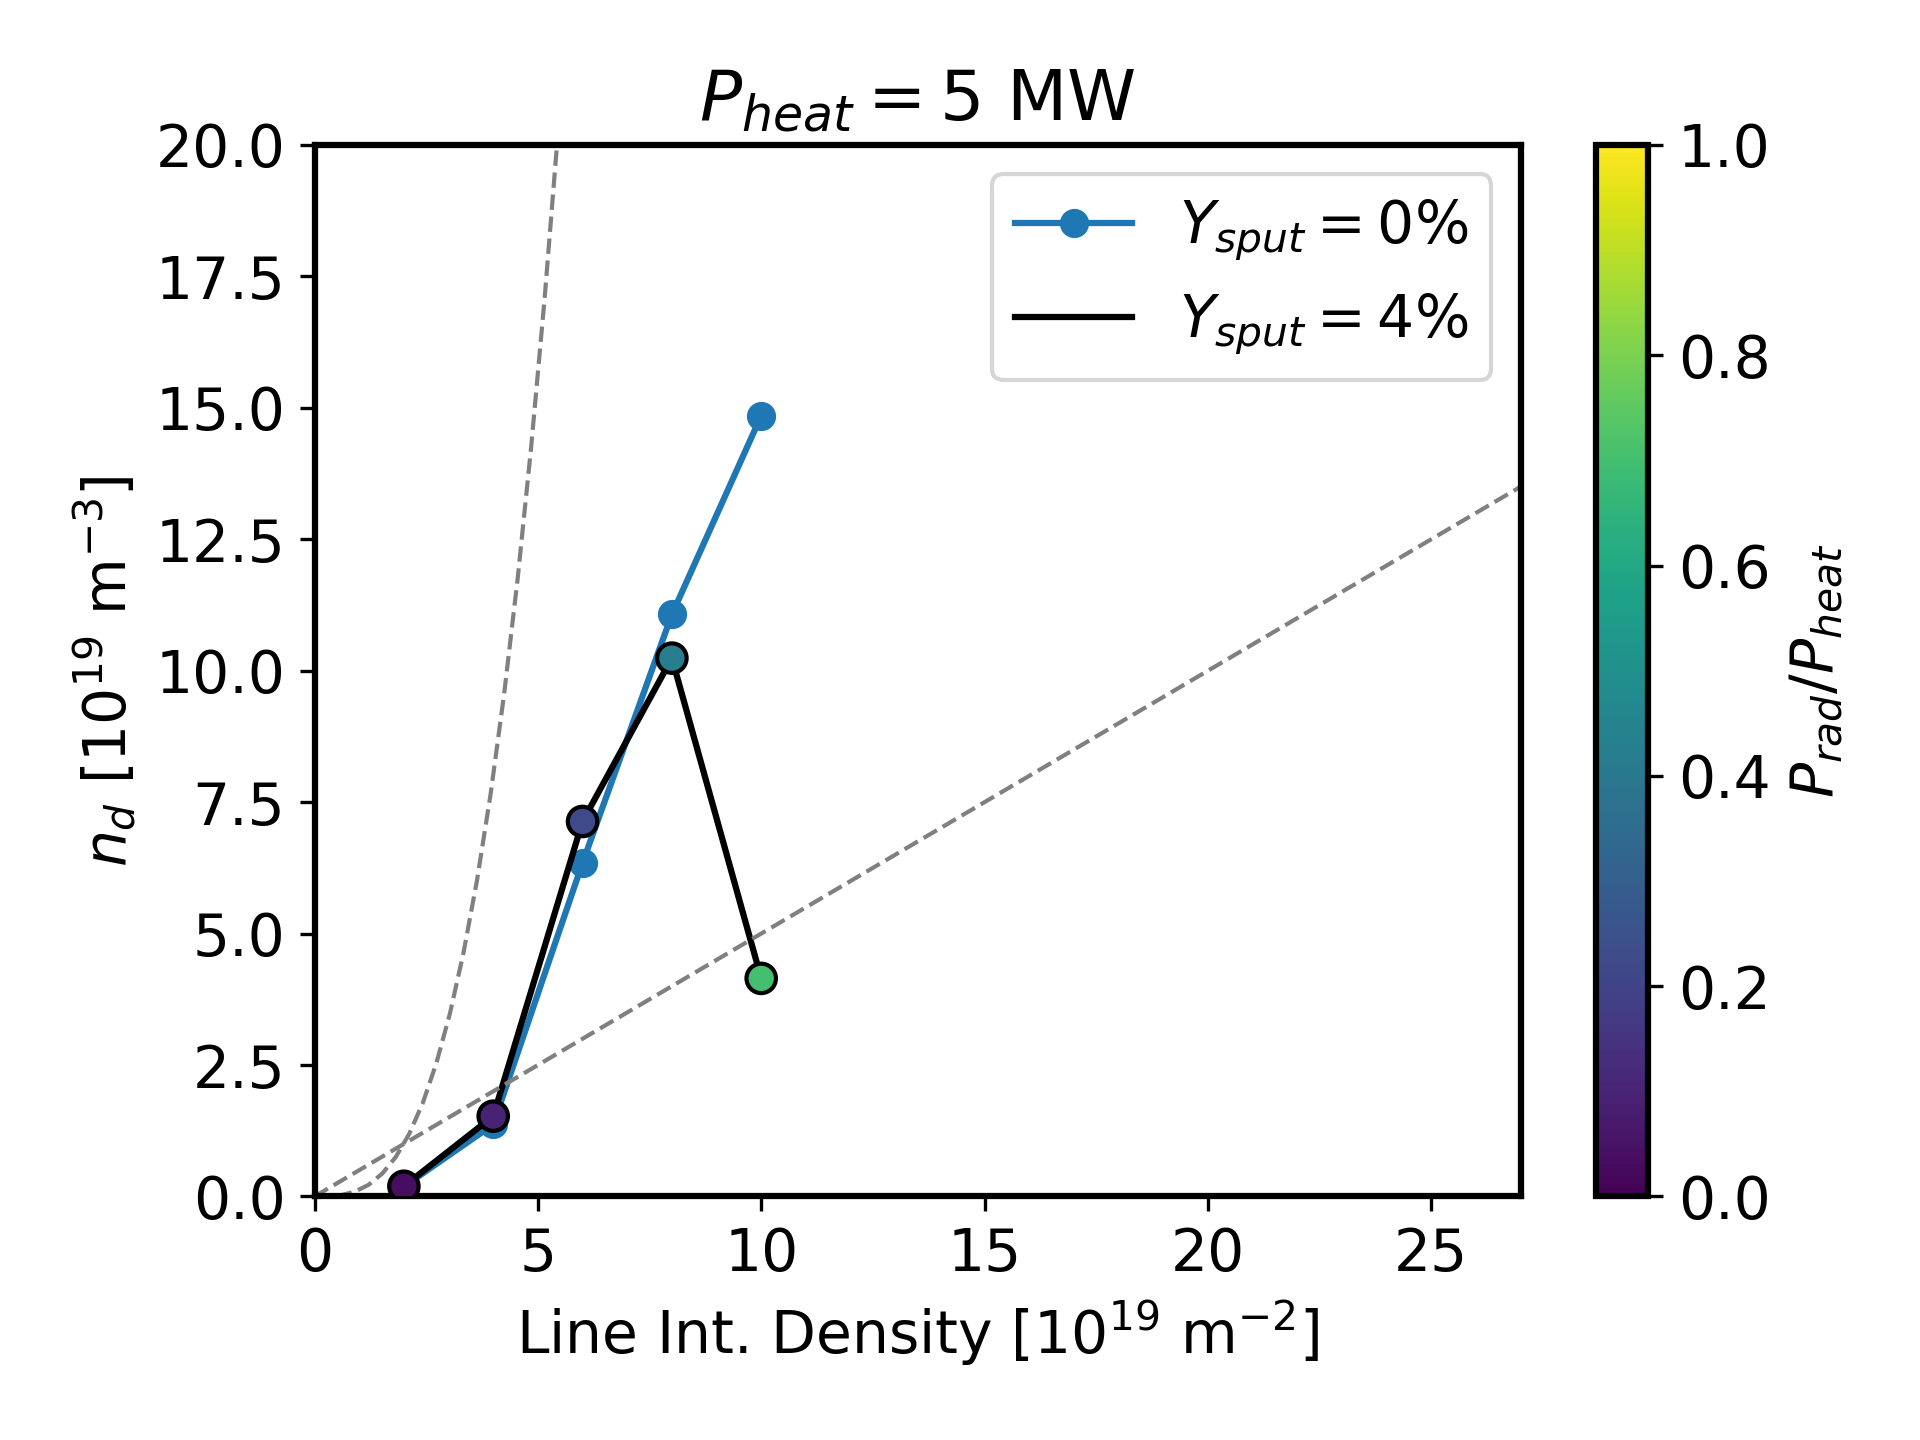 P_heat = 5 MW
20.0
17.5
15.0
12.5
10.0
7.5
5.0
2.5
0.0
n_d [10^19 m^−3]
Y_sput = 0%
Y_sput = 4%
0 5 10 15 20 25
Line Int. Density [10^19 m^−2]
1.0
0.8
0.6
0.4
0.2
0.0
P_rad/P_heat